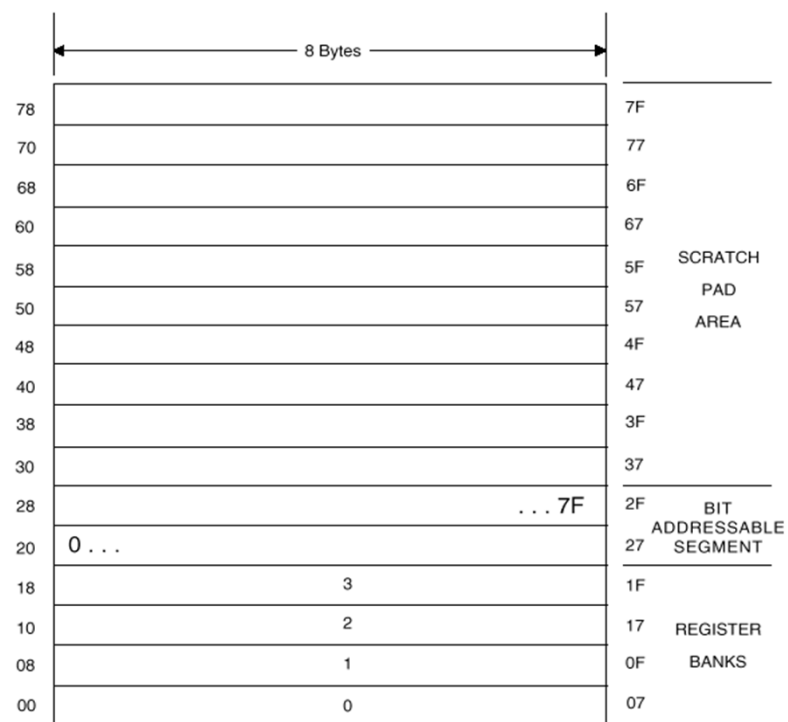 8 Bytes
78 7F
70 77
68 6F
60 67
58 5F SCRATCH
PAD
50 57
AREA
48 4F
40 47
38 3F
30 37
28 . . . 7F 2F BIT
ADDRESSABLE
20 0 . . . 27 SEGMENT
18 3 1F
10 2 17 REGISTER
08 1 0F BANKS
00 0 07